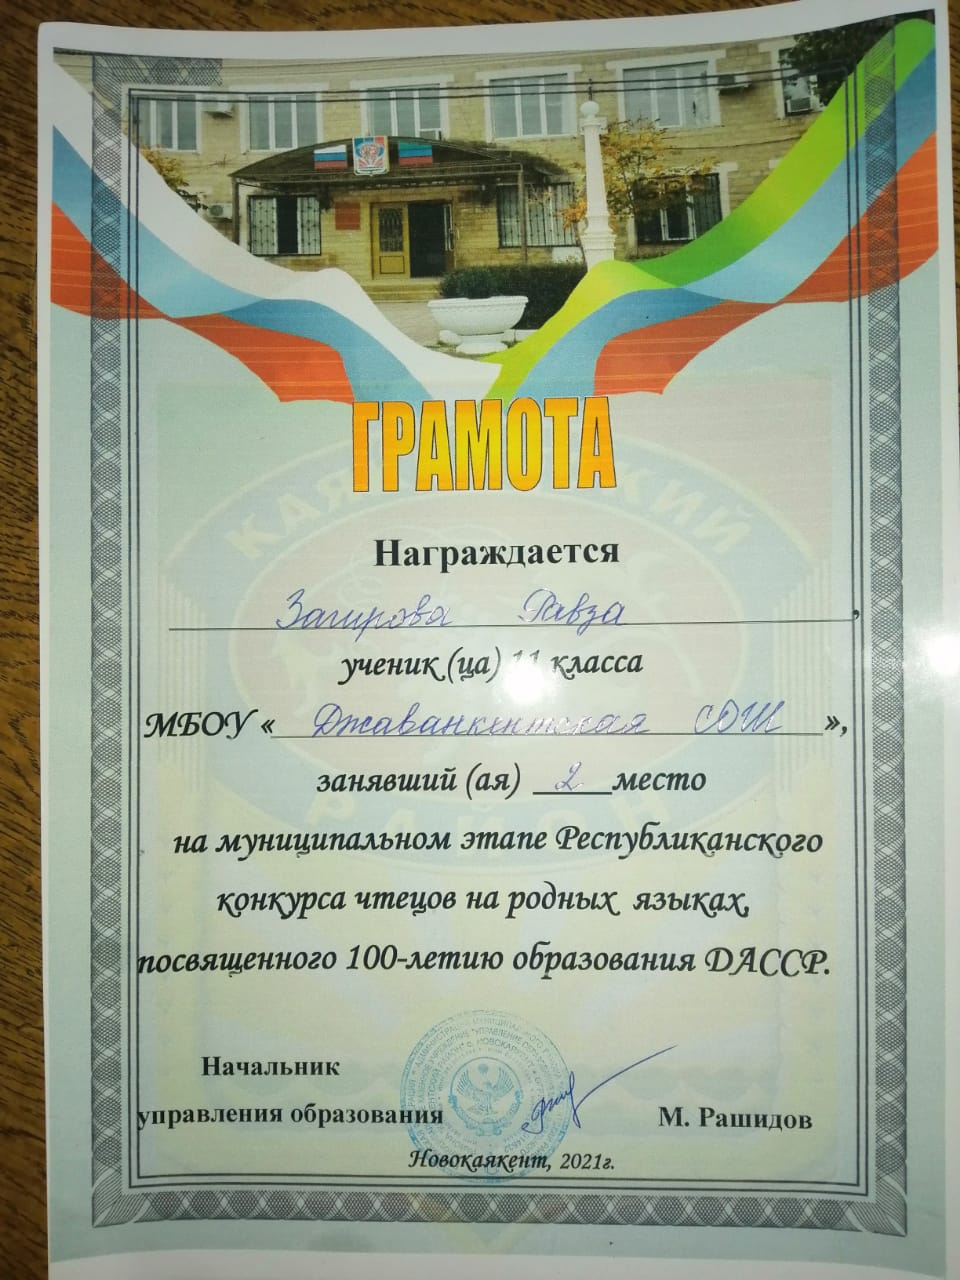 ГРАМОТА
Награждается
Загирова Равза,
ученик (ца) 11 класса
МБОУ «Джаванкентская СОШ»,
занявший (ая) 2 место
на муниципальном этапе Республиканского
конкурса чтецов на родных языках,
посвященного 100-летию образования ДАССР.
Начальник
управления образования
М. Рашидов
Новокаякент, 2021г.
РАЙОН